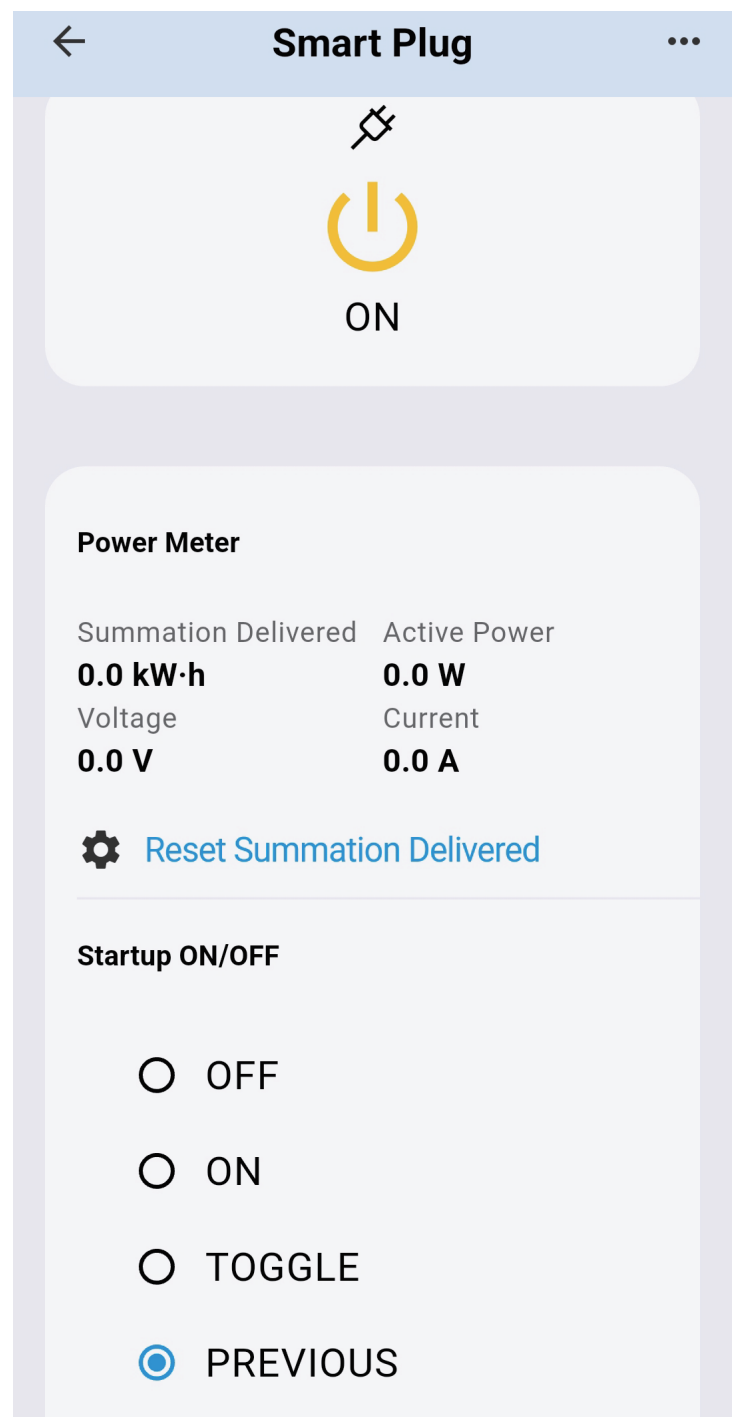 Smart Plug
ON
Power Meter
Summation Delivered Active Power
0.0 kW·h 0.0 W
Voltage Current
0.0 V 0.0 A
Reset Summation Delivered
Startup ON/OFF
OFF
ON
TOGGLE
PREVIOUS